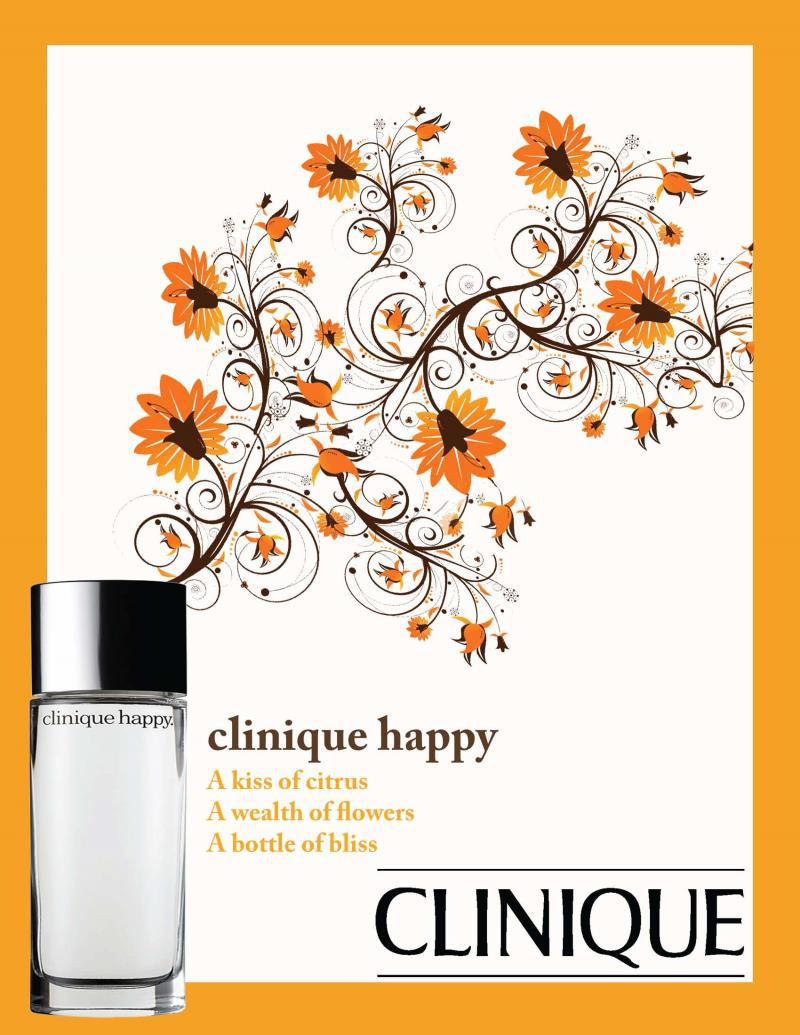 clinique happy.
clinique happy
A kiss of citrus
A wealth of flowers
A bottle of bliss
CLINIQUE